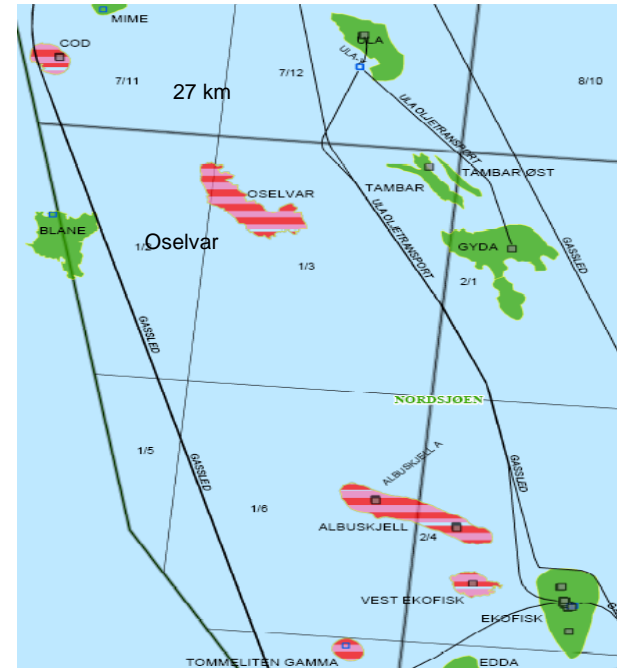 MIME
COD
ULA
ULA-
7/11
27 km
7/12
8/10
ULA OLJETRANSPORT
OSELVAR
TAMBAR
TAMBAR ØST
ULA OLJETRANSPORT
BLANE
1/2
Oselvar
GYDA
GASSLED
1/3
2/1
GASSLED
NORDSJØEN
1/5
ALBUSKJELL A
GASSLED
GASSLED
1/6
ALBUSKJELL
2/4
VEST EKOFISK
EKOFISK
TOMMELITEN GAMMA
EDDA